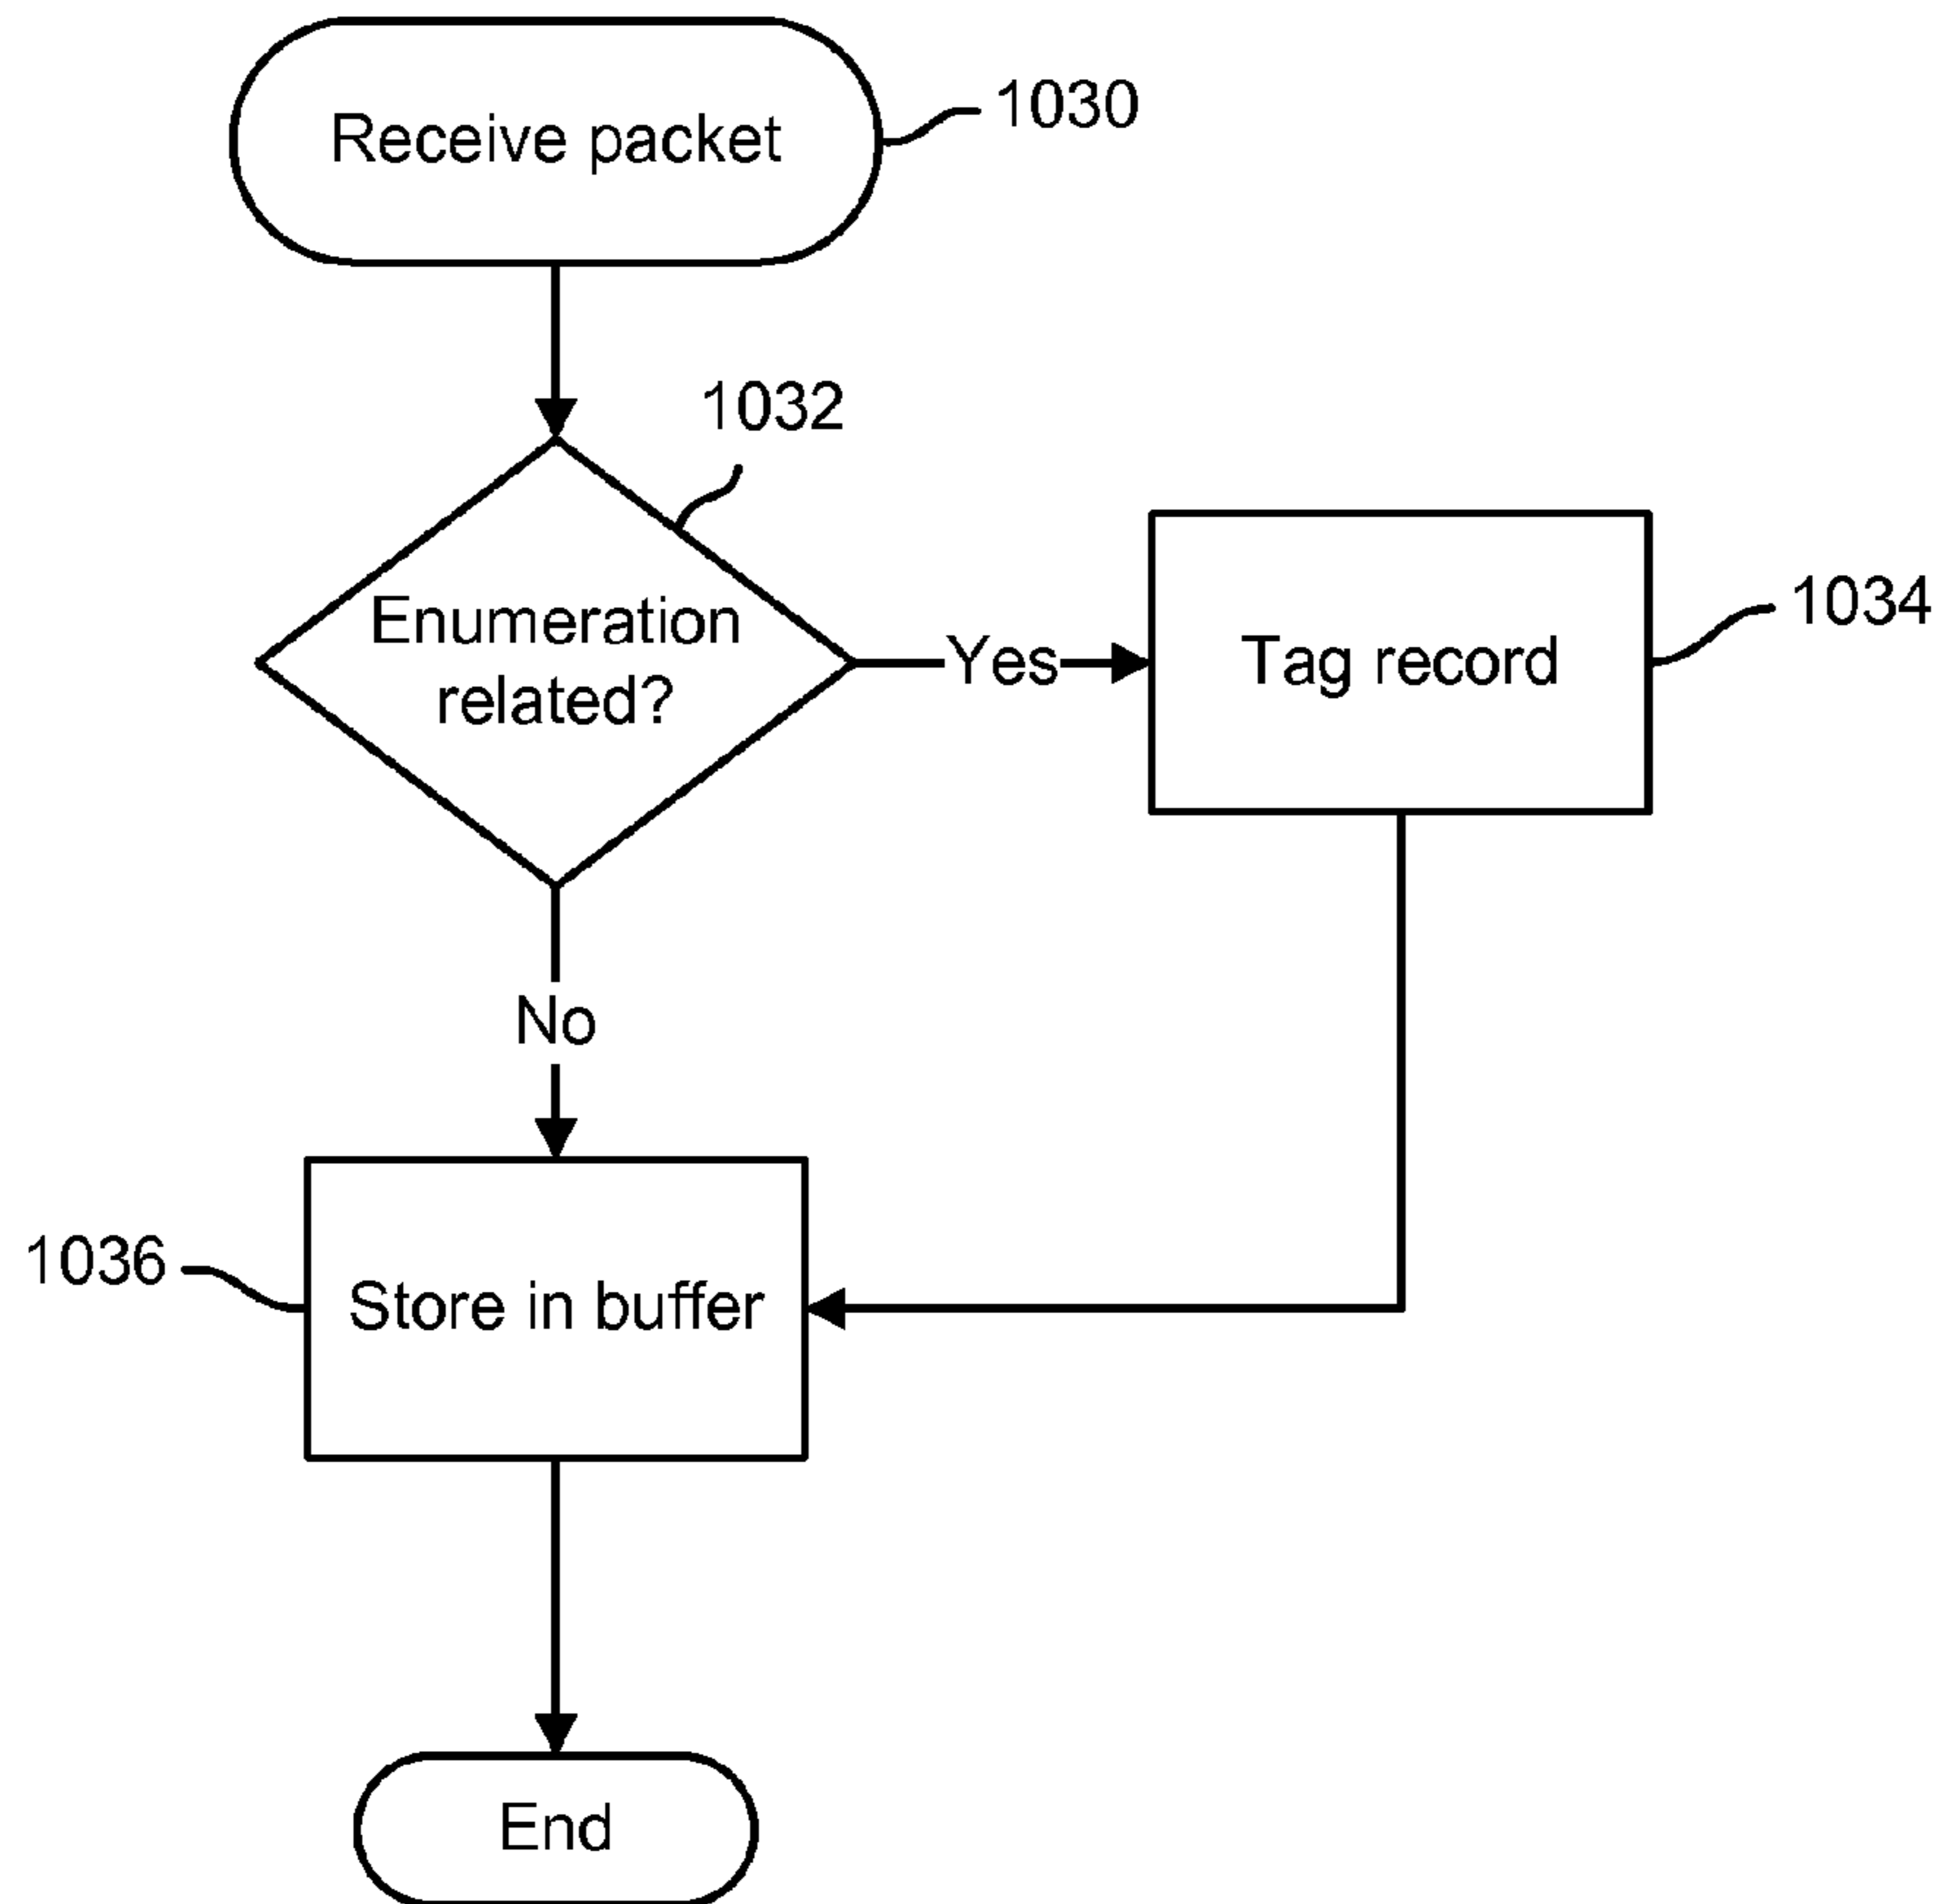 Receive packet
1030
1032
Enumeration
related?
Yes
Tag record
1034
No
1036
Store in buffer
End